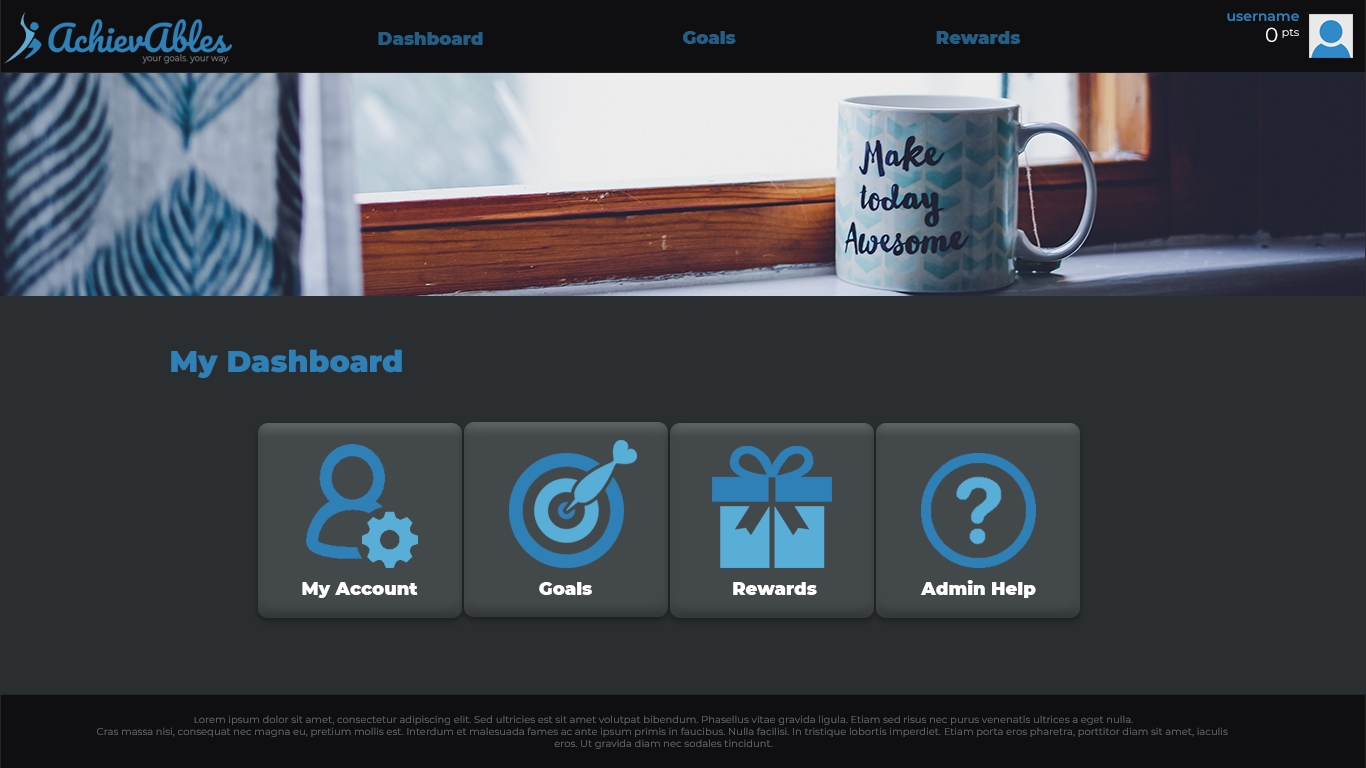 AchievAbles
your goals. your way.
Dashboard
Goals
Rewards
username
0 pts
Make
today
Awesome
My Dashboard
My Account
Goals
Rewards
Admin Help
Lorem ipsum dolor sit amet, consectetur adipiscing elit. Sed ultricies est sit amet volutpat bibendum. Phasellus vitae gravida ligula. Etiam sed risus nec purus venenatis ultrices a eget nulla.
Cras massa nisi, consequat nec magna eu, pretium mollis est. Interdum et malesuada fames ac ante ipsum primis in faucibus. Nulla facilisi. In tristique lobortis imperdiet. Etiam porta eros pharetra, porttitor diam sit amet, iaculis
eros. Ut gravida diam nec sodales tincidunt.